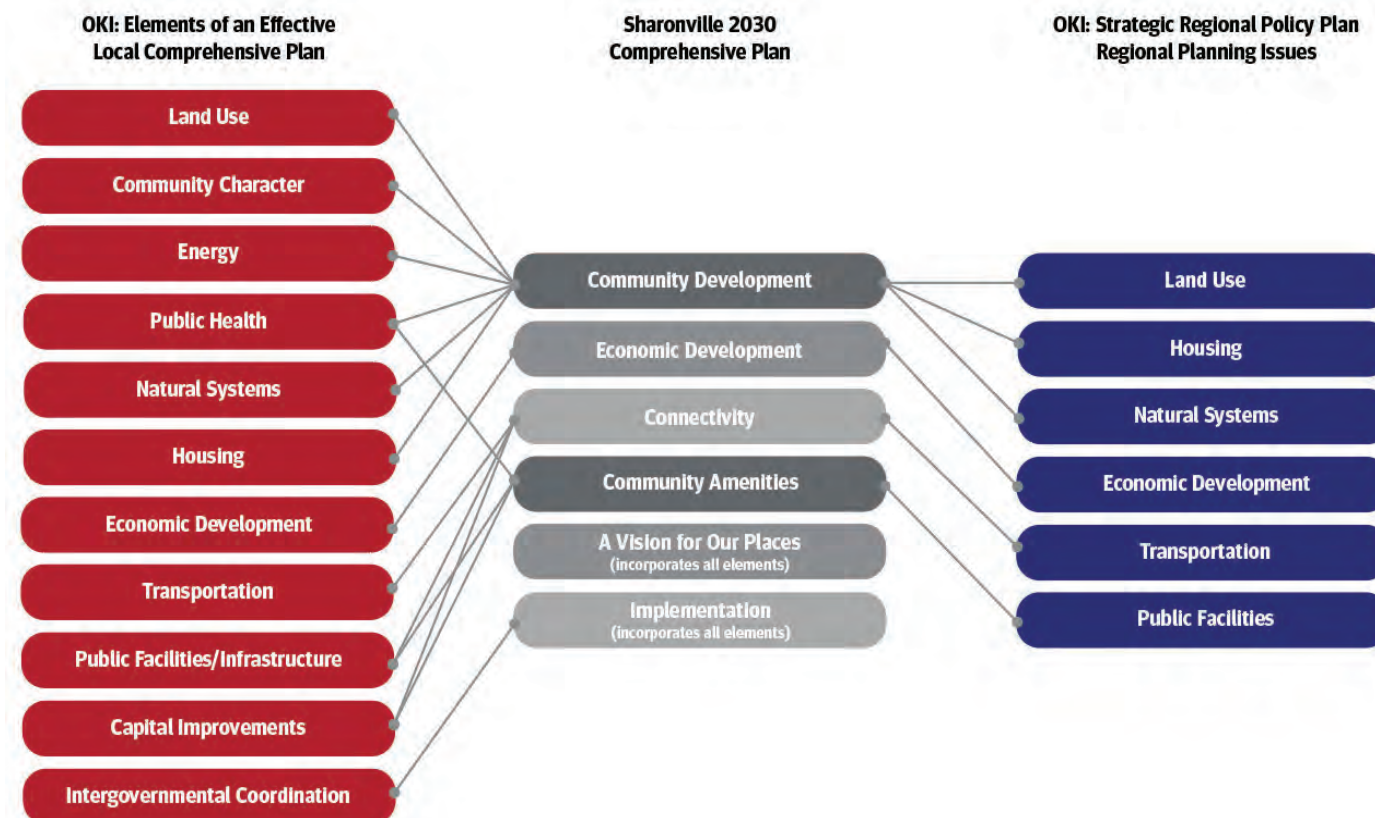 OKI: Elements of an Effective
Local Comprehensive Plan
Land Use
Community Character
Energy
Public Health
Natural Systems
Housing
Economic Development
Transportation
Public Facilities/Infrastructure
Capital Improvements
Intergovernmental Coordination
Sharonville 2030
Comprehensive Plan
Community Development
Economic Development
Connectivity
Community Amenities
A Vision for Our Places
(incorporates all elements)
Implementation
(incorporates all elements)
OKI: Strategic Regional Policy Plan
Regional Planning Issues
Land Use
Housing
Natural Systems
Economic Development
Transportation
Public Facilities